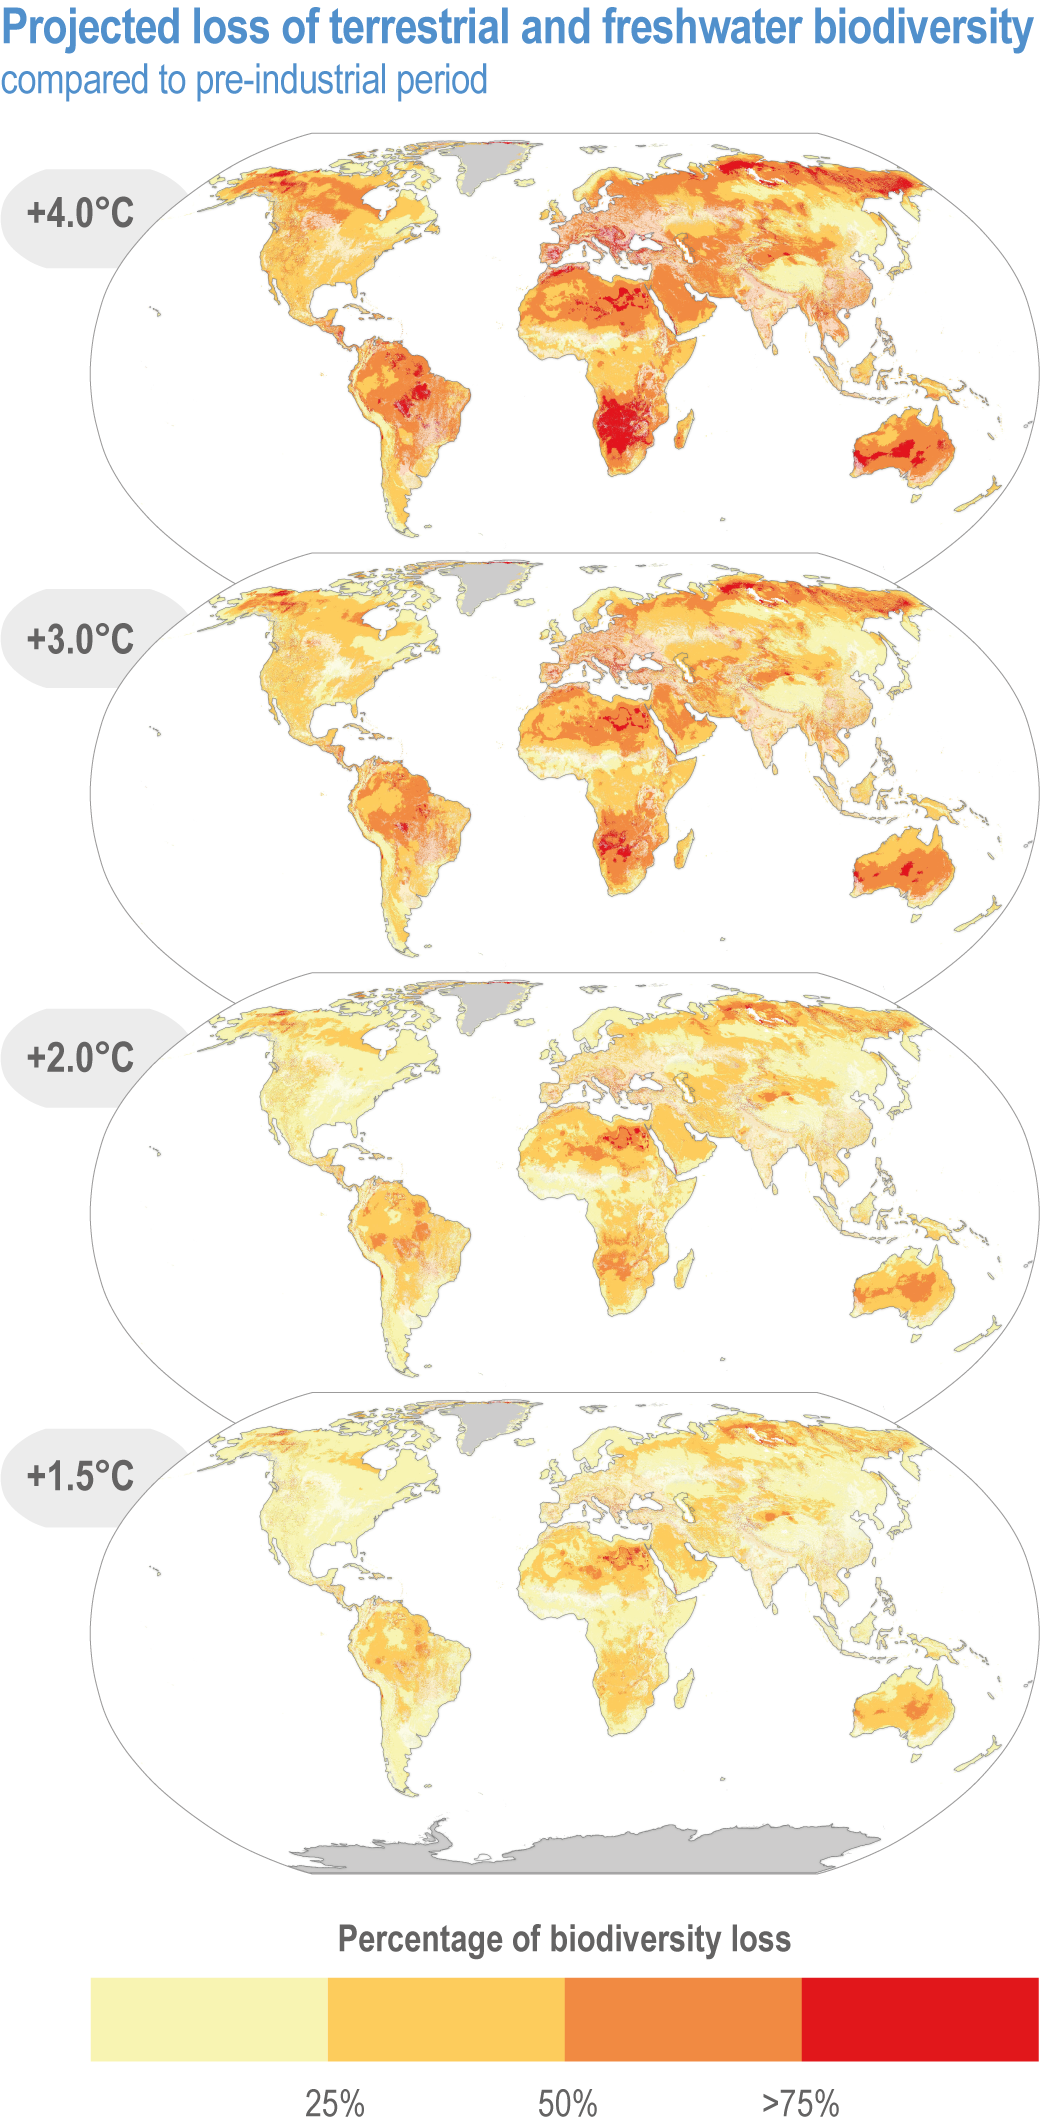 Projected loss of terrestrial and freshwater biodiversity
compared to pre-industrial period
+4.0°C
+3.0°C
+2.0°C
+1.5°C
Percentage of biodiversity loss
25% 50% >75%